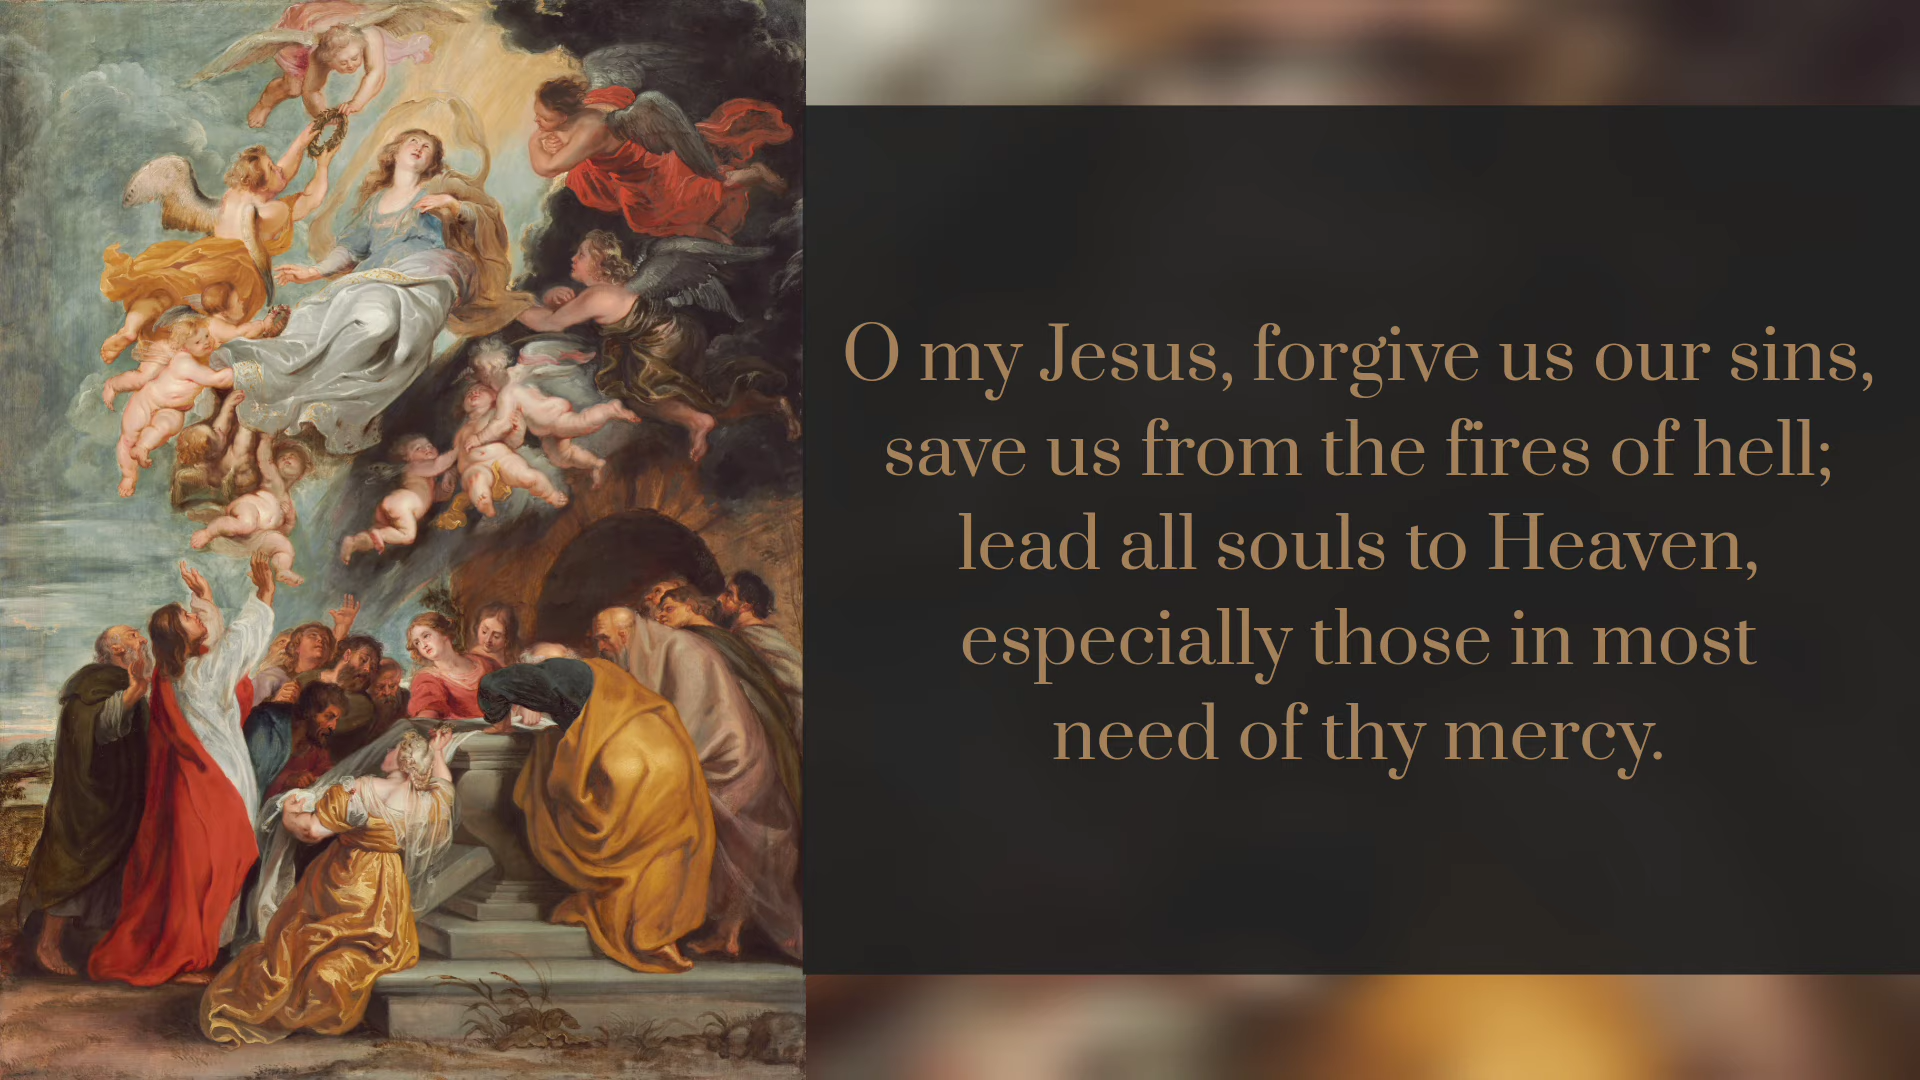 O my Jesus, forgive us our sins,
save us from the fires of hell;
lead all souls to Heaven,
especially those in most
need of thy mercy.